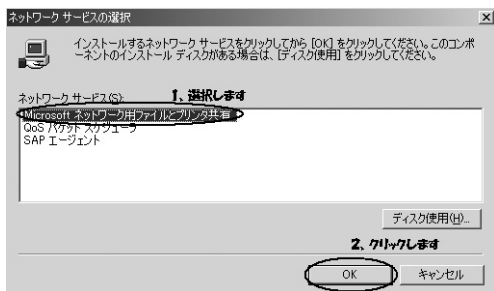 ネットワーク サービスの選択
インストールするネットワーク サービスをクリックしてから [OK] をクリックしてください。このコンポ
ーネントのインストール ディスクがある場合は、[ディスク使用] をクリックしてください。
ネットワーク サービス(S):
1、選択します
Microsoft ネットワーク用ファイルとプリンタ共有
QoS パケット スケジューラ
SAP エージェント
ディスク使用(H)...
2、クリックします
OK
キャンセル